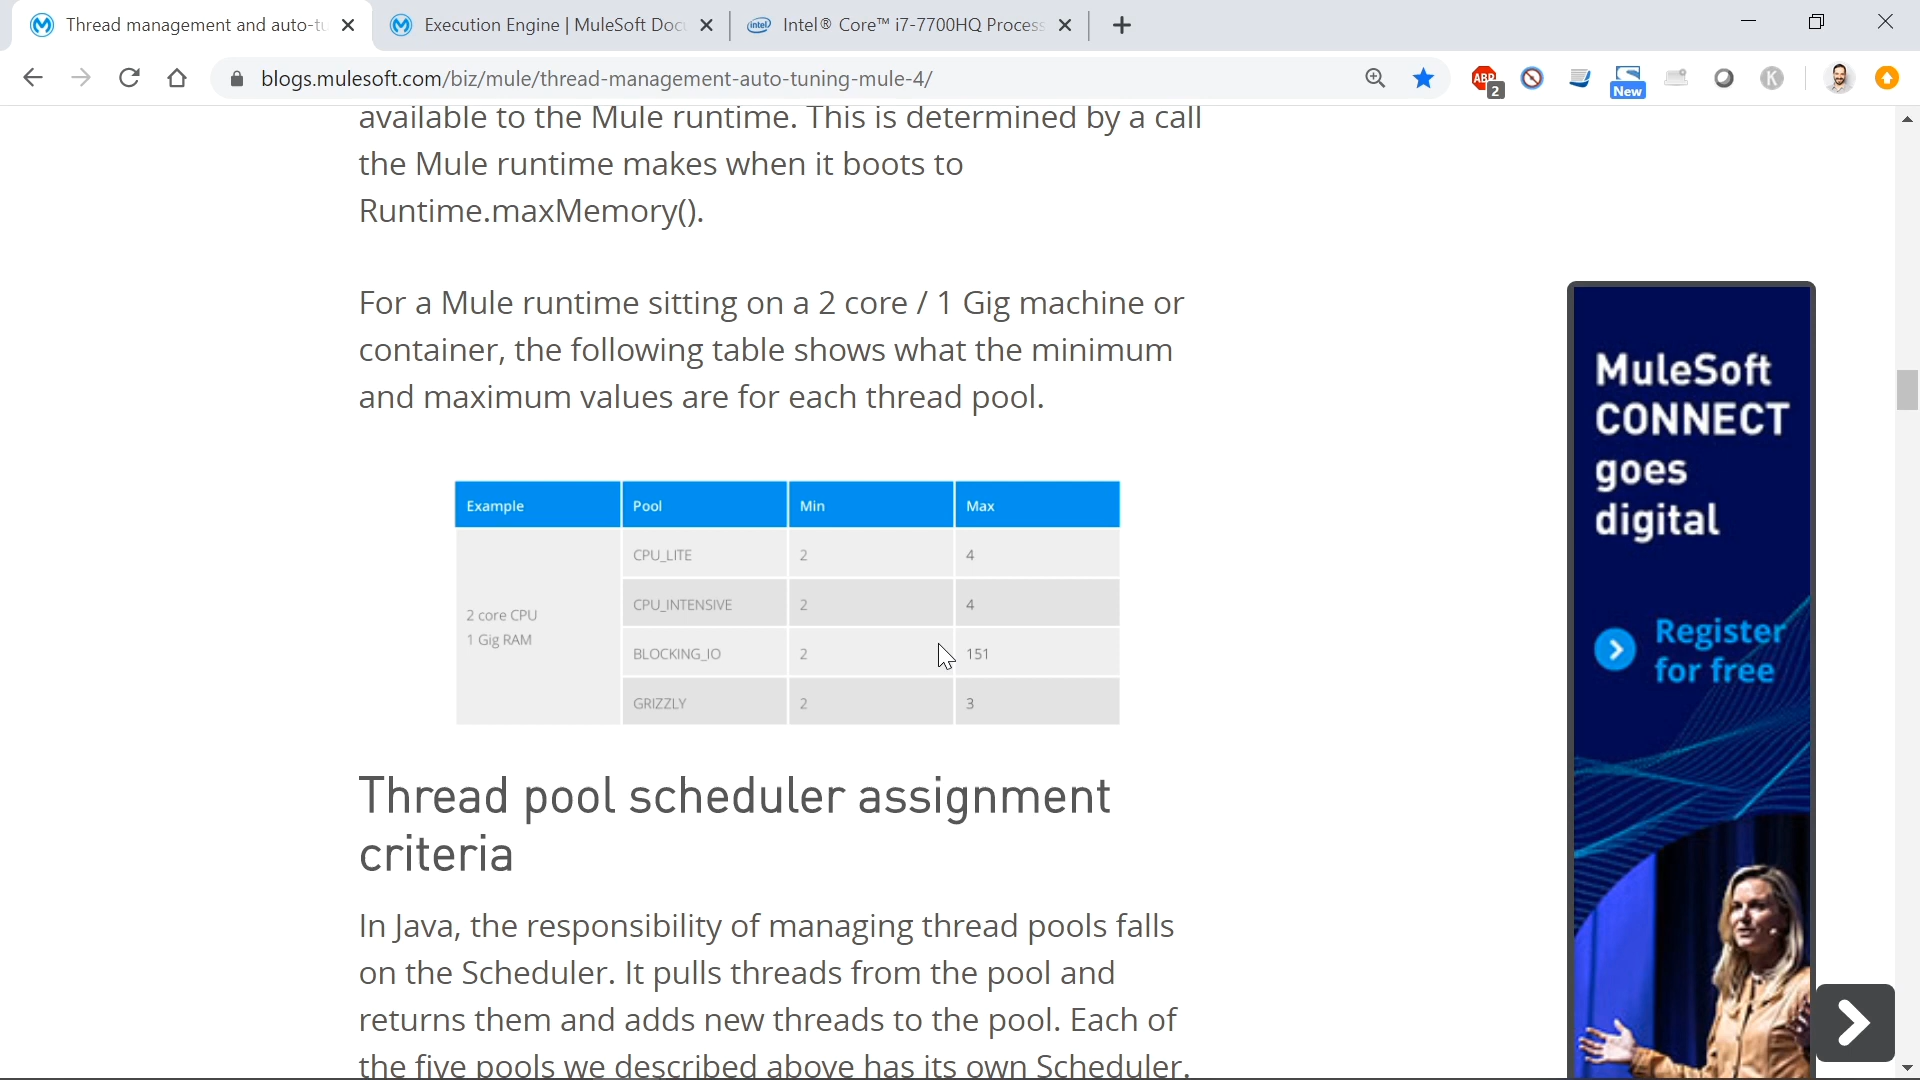 Thread management and auto-tu
Execution Engine | MuleSoft Docu
intel
Intel® Core™ i7-7700HQ Process
blogs.mulesoft.com/biz/mule/thread-management-auto-tuning-mule-4/
ABP
2
New
K
available to the Mule runtime. This is determined by a call
the Mule runtime makes when it boots to
Runtime.maxMemory().
For a Mule runtime sitting on a 2 core / 1 Gig machine or
container, the following table shows what the minimum
and maximum values are for each thread pool.
Example Pool Min Max
CPU_LITE 2 4
2 core CPU
1 Gig RAM
CPU_INTENSIVE 2 4
BLOCKING_IO 2 151
GRIZZLY 2 3
Thread pool scheduler assignment
criteria
In Java, the responsibility of managing thread pools falls
on the Scheduler. It pulls threads from the pool and
returns them and adds new threads to the pool. Each of
the five pools we described above has its own Scheduler.
MuleSoft
CONNECT
goes
digital
Register
for free